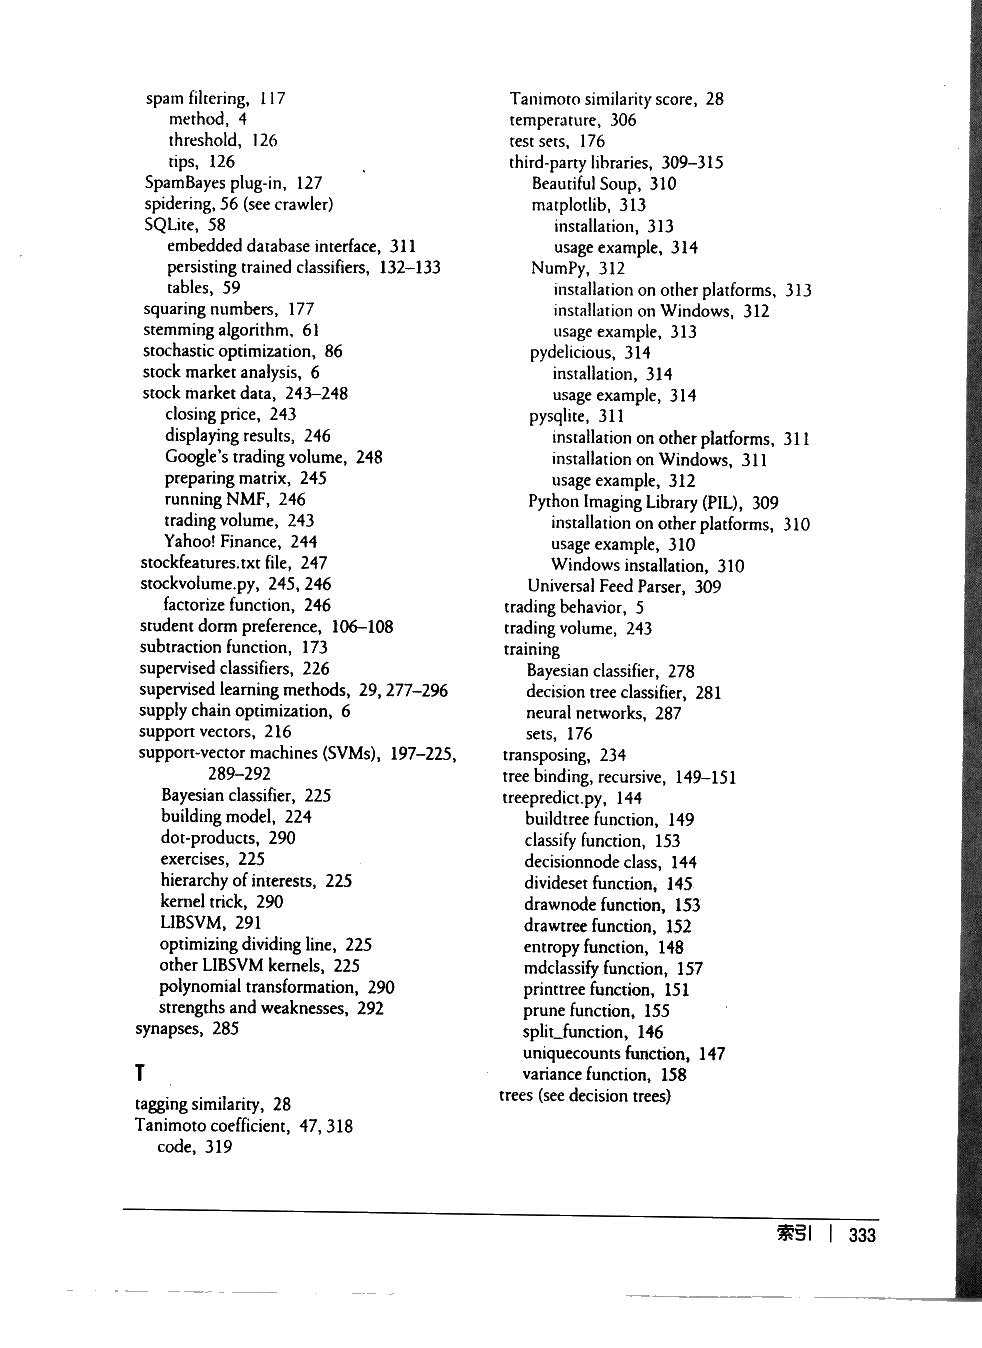 spam filtering, 117
method, 4
threshold, 126
tips, 126
SpamBayes plug-in, 127
spidering, 56 (see crawler)
SQLite, 58
embedded database interface, 311
persisting trained classifiers, 132–133
tables, 59
squaring numbers, 177
stemming algorithm, 61
stochastic optimization, 86
stock market analysis, 6
stock market data, 243–248
closing price, 243
displaying results, 246
Google's trading volume, 248
preparing matrix, 245
running NMF, 246
trading volume, 243
Yahoo! Finance, 244
stockfeatures.txt file, 247
stockvolume.py, 245, 246
factorize function, 246
student dorm preference, 106–108
subtraction function, 173
supervised classifiers, 226
supervised learning methods, 29, 277–296
supply chain optimization, 6
support vectors, 216
support-vector machines (SVMs), 197–225,
289–292
Bayesian classifier, 225
building model, 224
dot-products, 290
exercises, 225
hierarchy of interests, 225
kernel trick, 290
LIBSVM, 291
optimizing dividing line, 225
other LIBSVM kernels, 225
polynomial transformation, 290
strengths and weaknesses, 292
synapses, 285
T
tagging similarity, 28
Tanimoto coefficient, 47, 318
code, 319
Tanimoto similarity score, 28
temperature, 306
test sets, 176
third-party libraries, 309–315
Beautiful Soup, 310
matplotlib, 313
installation, 313
usage example, 314
NumPy, 312
installation on other platforms, 313
installation on Windows, 312
usage example, 313
pydelicious, 314
installation, 314
usage example, 314
pysqlite, 311
installation on other platforms, 311
installation on Windows, 311
usage example, 312
Python Imaging Library (PIL), 309
installation on other platforms, 310
usage example, 310
Windows installation, 310
Universal Feed Parser, 309
trading behavior, 5
trading volume, 243
training
Bayesian classifier, 278
decision tree classifier, 281
neural networks, 287
sets, 176
transposing, 234
tree binding, recursive, 149–151
treepredict.py, 144
buildtree function, 149
classify function, 153
decisionnode class, 144
divideset function, 145
drawnode function, 153
drawtree function, 152
entropy function, 148
mdclassify function, 157
printtree function, 151
prune function, 155
split_function, 146
uniquecounts function, 147
variance function, 158
trees (see decision trees)
索引 | 333